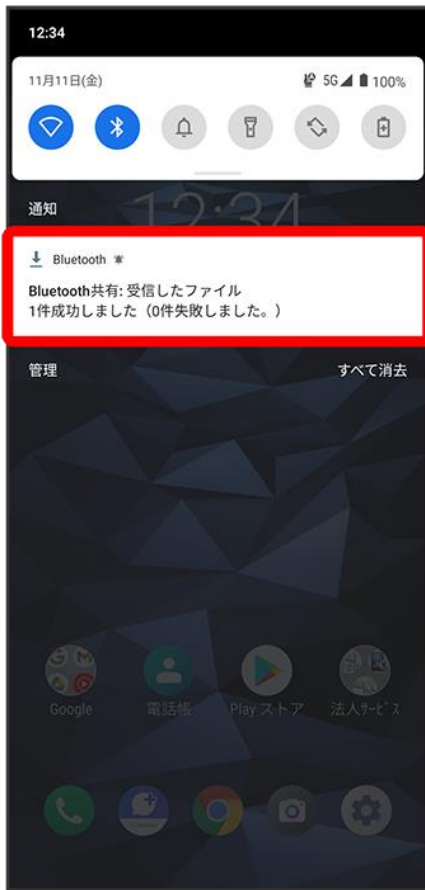 12:34
11月11日(金)
5G
100%
12:34
通知
Bluetooth
Bluetooth共有: 受信したファイル
1件成功しました（0件失敗しました。）
管理
すべて消去
Google
電話帳
Play ストア
法人ｻｰﾋﾞｽ